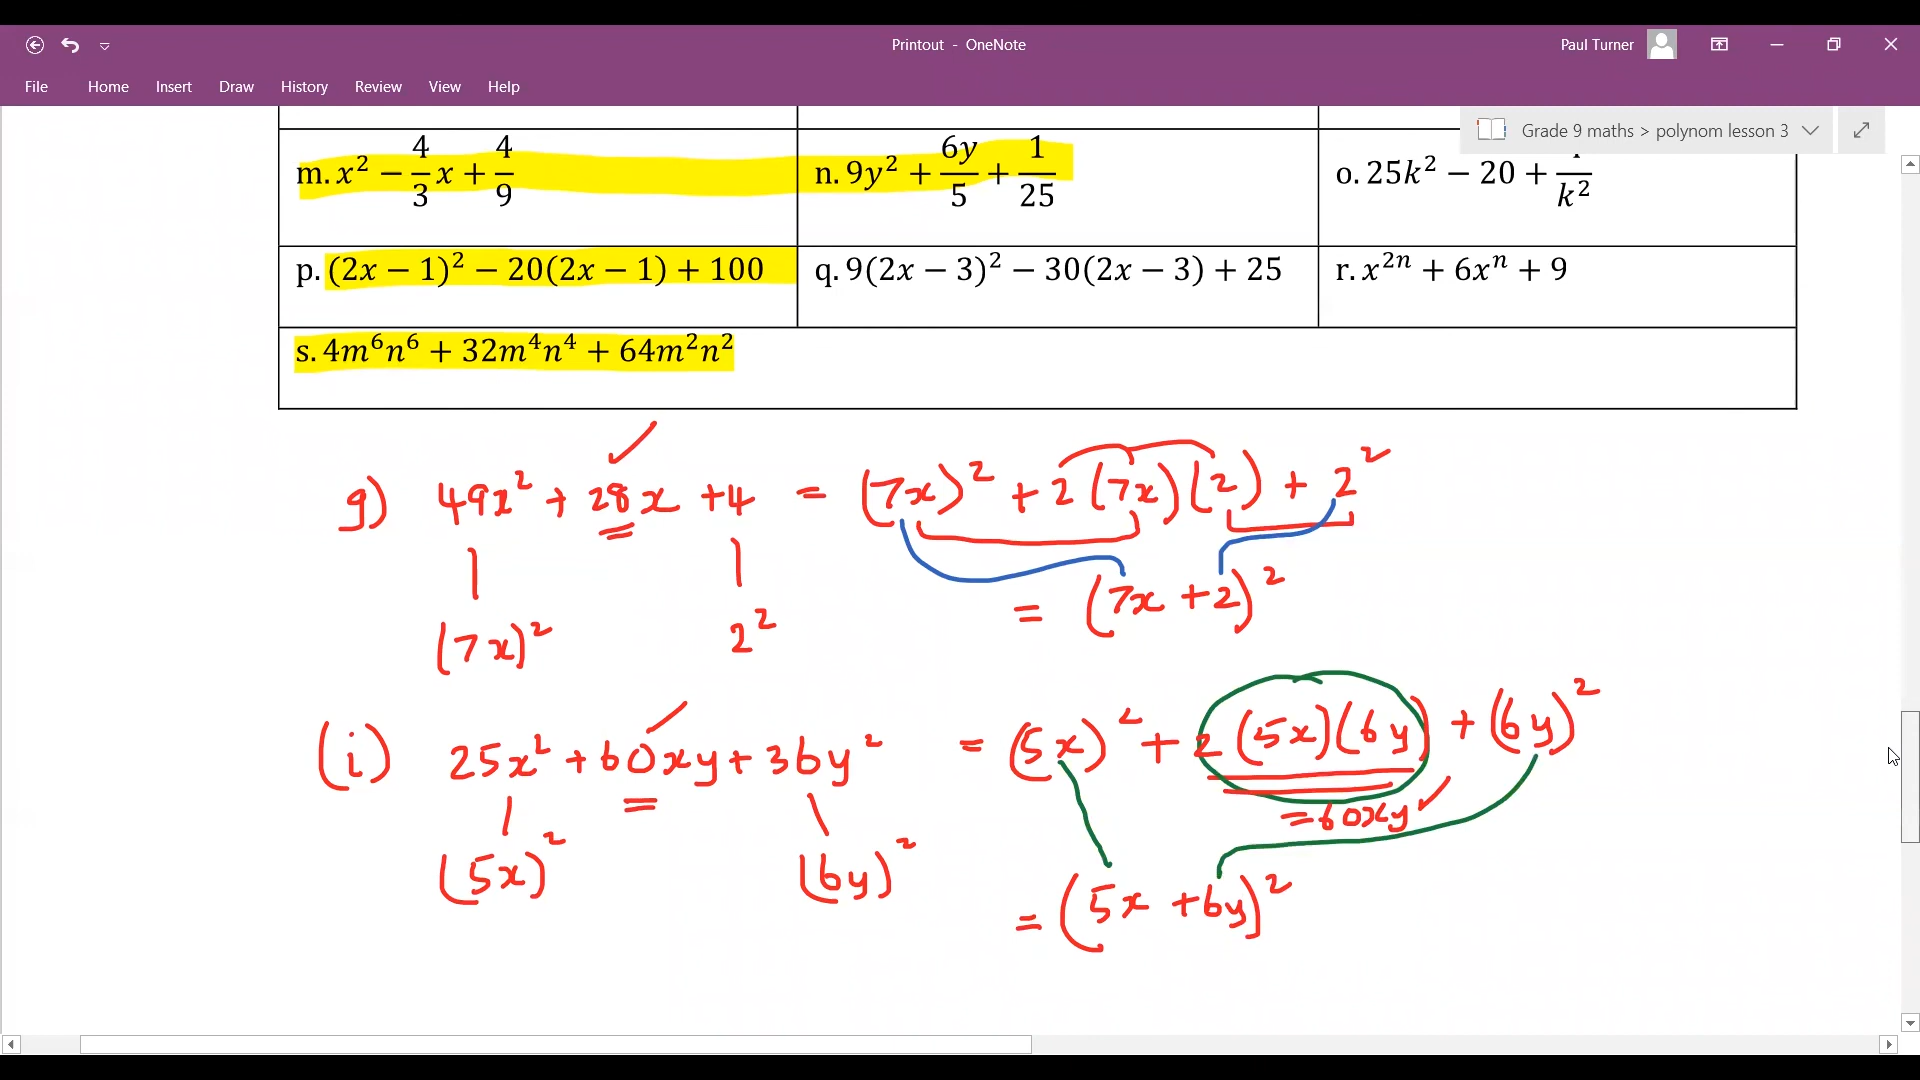 Printout - OneNote
Paul Turner
File Home Insert Draw History Review View Help
Grade 9 maths > polynom lesson 3
m. x² − 4/3 x + 4/9
n. 9y² + 6y/5 + 1/25
o. 25k² − 20 + /k²
p. (2x − 1)² − 20(2x − 1) + 100
q. 9(2x − 3)² − 30(2x − 3) + 25
r. x²ⁿ + 6xⁿ + 9
s. 4m⁶n⁶ + 32m⁴n⁴ + 64m²n²
g) 49x² + 28x + 4 = (7x)² + 2(7x)(2) + 2²
(7x)² 2²
= (7x + 2)²
(i) 25x² + 60xy + 36y² = (5x)² + 2(5x)(6y) + (6y)²
= 60xy
(5x)² (6y)²
= (5x + 6y)²